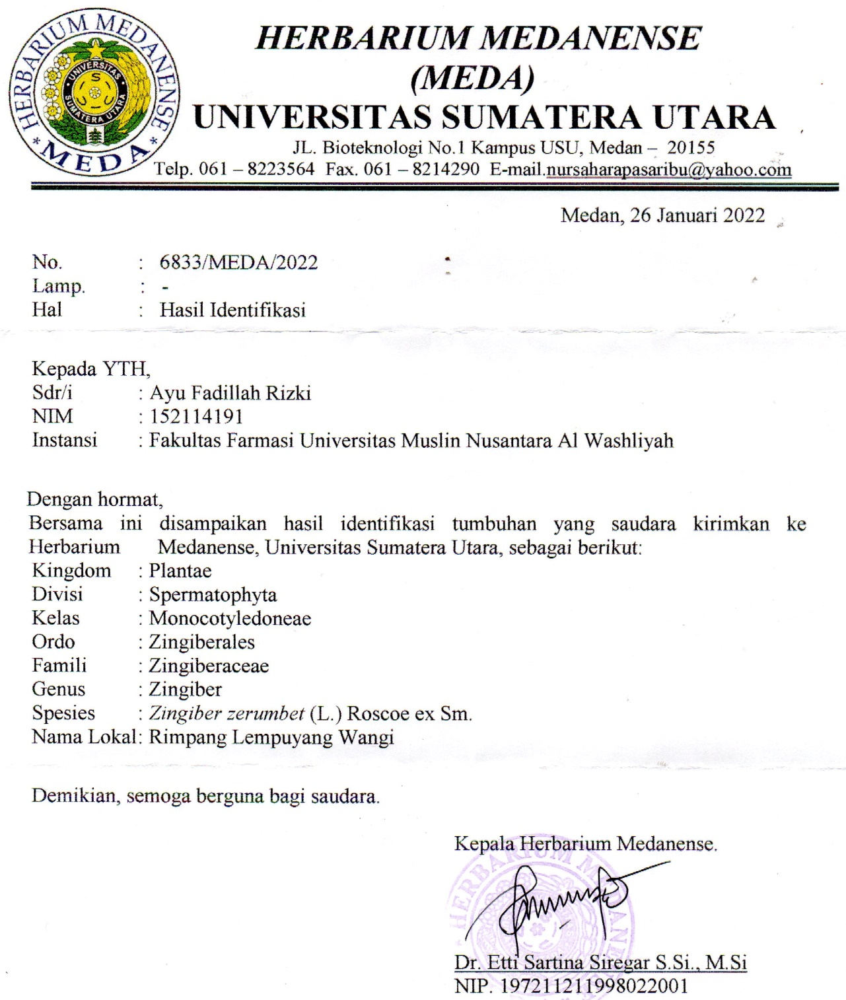 HERBARIUM MEDANENSE
MEDA
UNIVERSITAS
SUMATERA UTARA
HERBARIUM MEDANENSE
(MEDA)
UNIVERSITAS SUMATERA UTARA
JL. Bioteknologi No.1 Kampus USU, Medan – 20155
Telp. 061 – 8223564 Fax. 061 – 8214290 E-mail.nursaharapasaribu@yahoo.com
Medan, 26 Januari 2022
No. : 6833/MEDA/2022
Lamp. : -
Hal : Hasil Identifikasi
Kepada YTH,
Sdr/i : Ayu Fadillah Rizki
NIM : 152114191
Instansi : Fakultas Farmasi Universitas Muslin Nusantara Al Washliyah
Dengan hormat,
Bersama ini disampaikan hasil identifikasi tumbuhan yang saudara kirimkan ke
Herbarium Medanense, Universitas Sumatera Utara, sebagai berikut:
Kingdom : Plantae
Divisi : Spermatophyta
Kelas : Monocotyledoneae
Ordo : Zingiberales
Famili : Zingiberaceae
Genus : Zingiber
Spesies : Zingiber zerumbet (L.) Roscoe ex Sm.
Nama Lokal: Rimpang Lempuyang Wangi
Demikian, semoga berguna bagi saudara.
Kepala Herbarium Medanense.
HERBARIUM MEDANENSE
Dr. Etti Sartina Siregar S.Si., M.Si
NIP. 197211211998022001